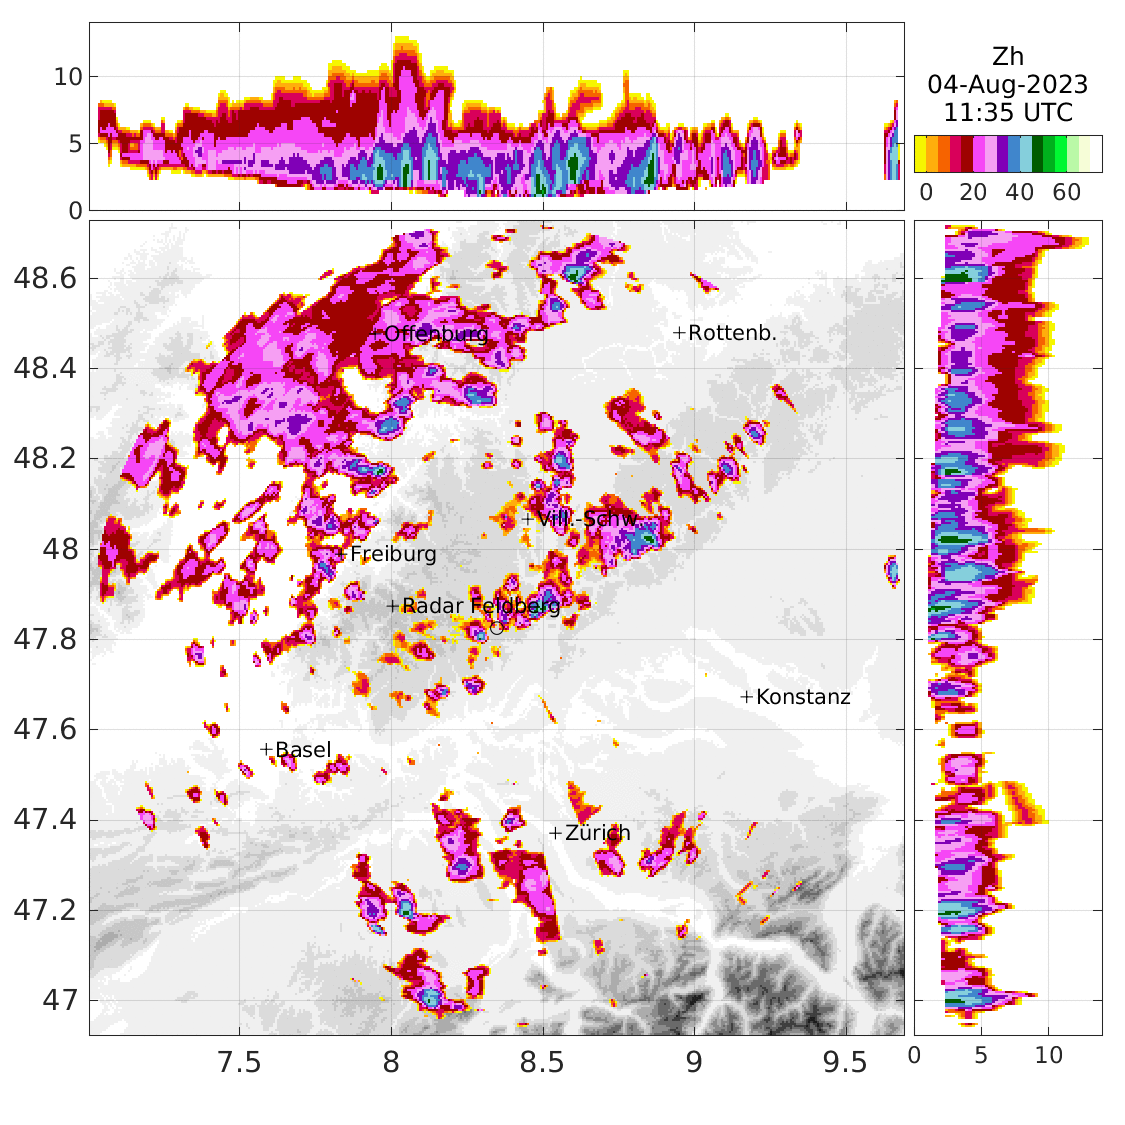 10
5
0
Zh
04-Aug-2023
11:35 UTC
0 20 40 60
48.6
48.4
48.2
48
47.8
47.6
47.4
47.2
47
Offenburg
Rottenb.
Vill.-Schw.
Freiburg
Radar Feldberg
Konstanz
Basel
Zürich
7.5 8 8.5 9 9.5
0 5 10